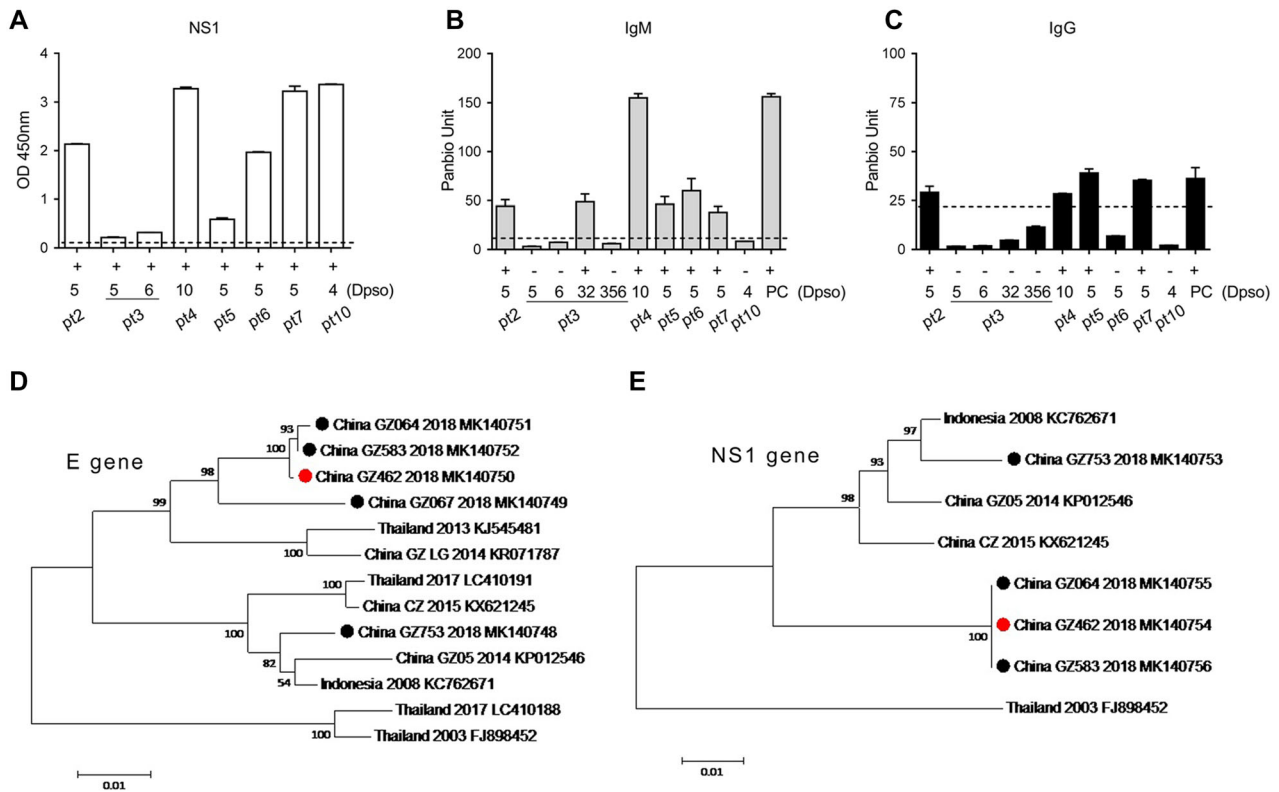 A
NS1
OD 450nm
4
3
2
1
0
+ + + + + + + +
5 5 6 10 5 5 5 4 (Dpso)
pt2 pt3 pt4 pt5 pt6 pt7 pt10
B
IgM
Panbio Unit
200
150
100
50
0
+ - - + - + + + + - +
5 5 6 32 356 10 5 5 5 4 PC (Dpso)
pt2 pt3 pt4 pt5 pt6 pt7 pt10
C
IgG
Panbio Unit
100
75
50
25
0
+ - - - - + + - + - +
5 5 6 32 356 10 5 5 5 4 PC (Dpso)
pt2 pt3 pt4 pt5 pt6 pt7 pt10
D
E gene
China GZ064 2018 MK140751
93
China GZ583 2018 MK140752
100
China GZ462 2018 MK140750
98
China GZ067 2018 MK140749
99
Thailand 2013 KJ545481
100
China GZ LG 2014 KR071787
Thailand 2017 LC410191
100
China CZ 2015 KX621245
100
China GZ753 2018 MK140748
82
China GZ05 2014 KP012546
54
Indonesia 2008 KC762671
Thailand 2017 LC410188
100
Thailand 2003 FJ898452
0.01
E
NS1 gene
Indonesia 2008 KC762671
97
China GZ753 2018 MK140753
93
China GZ05 2014 KP012546
98
China CZ 2015 KX621245
China GZ064 2018 MK140755
China GZ462 2018 MK140754
100
China GZ583 2018 MK140756
Thailand 2003 FJ898452
0.01